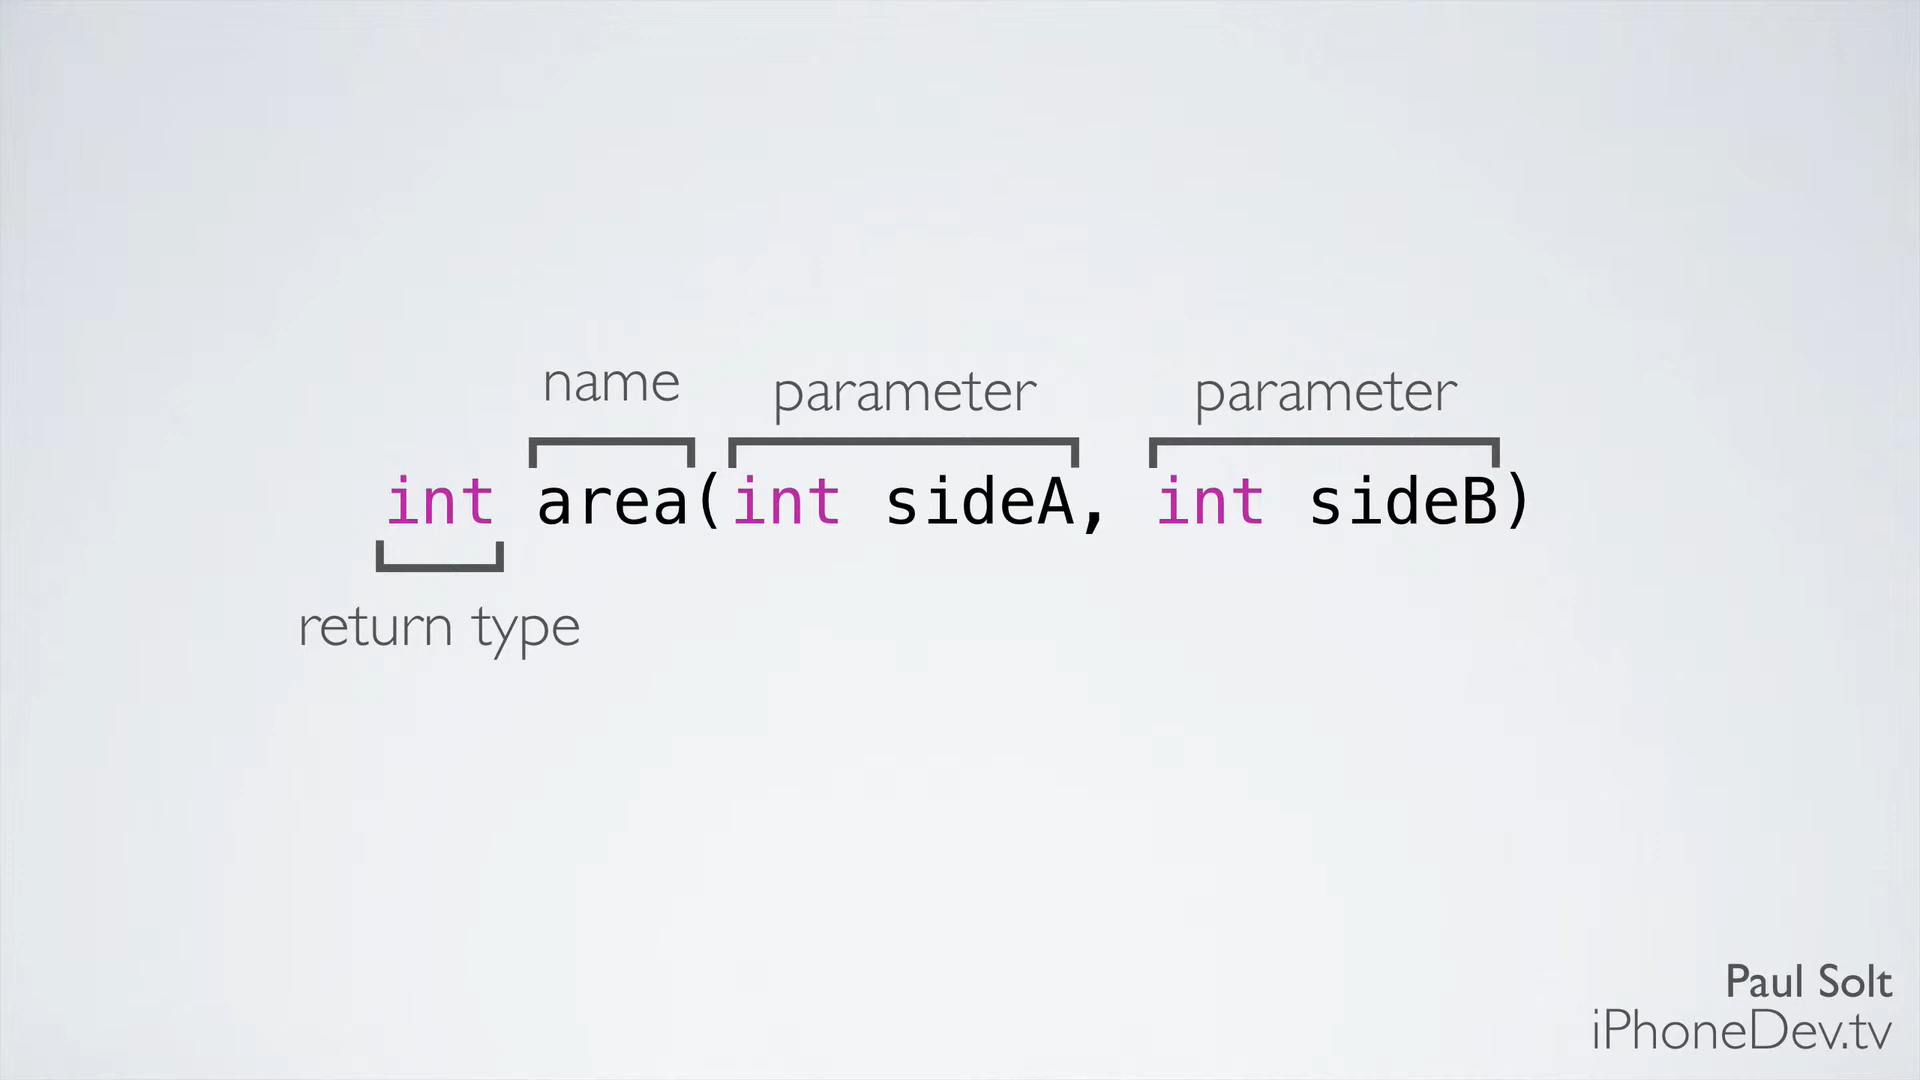 name parameter parameter
int area(int sideA, int sideB)
return type
Paul Solt
iPhoneDev.tv